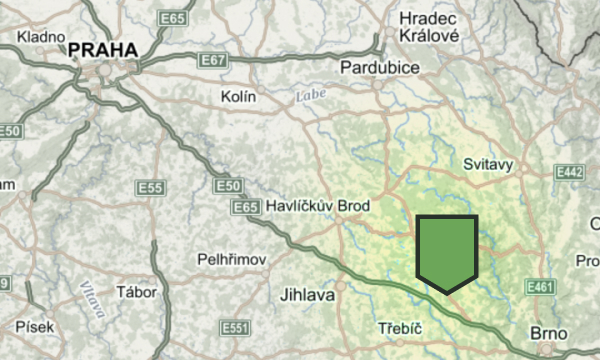 E65
Hradec
Králové
Kladno
PRAHA
E67
Pardubice
Kolín
Labe
E50
Svitavy
E442
am
E55
E50
E65
Havlíčkův Brod
C
Pelhřimov
Pro
9
Vltava
Tábor
Jihlava
E461
Písek
E551
Třebíč
Brno